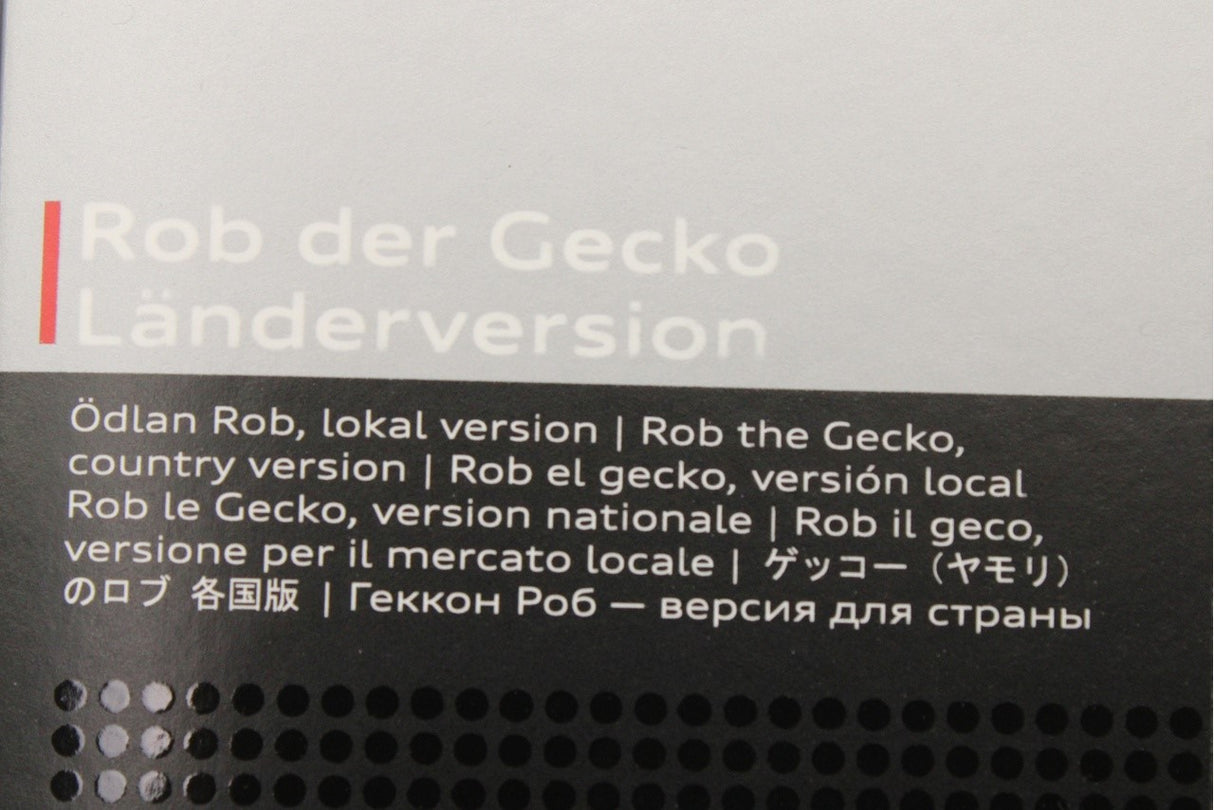 Rob der Gecko
Länderversion
Ödlan Rob, lokal version | Rob the Gecko,
country version | Rob el gecko, versión local
Rob le Gecko, version nationale | Rob il geco,
versione per il mercato locale | ゲッコー（ヤモリ）
のロブ 各国版 | Геккон Роб — версия для страны